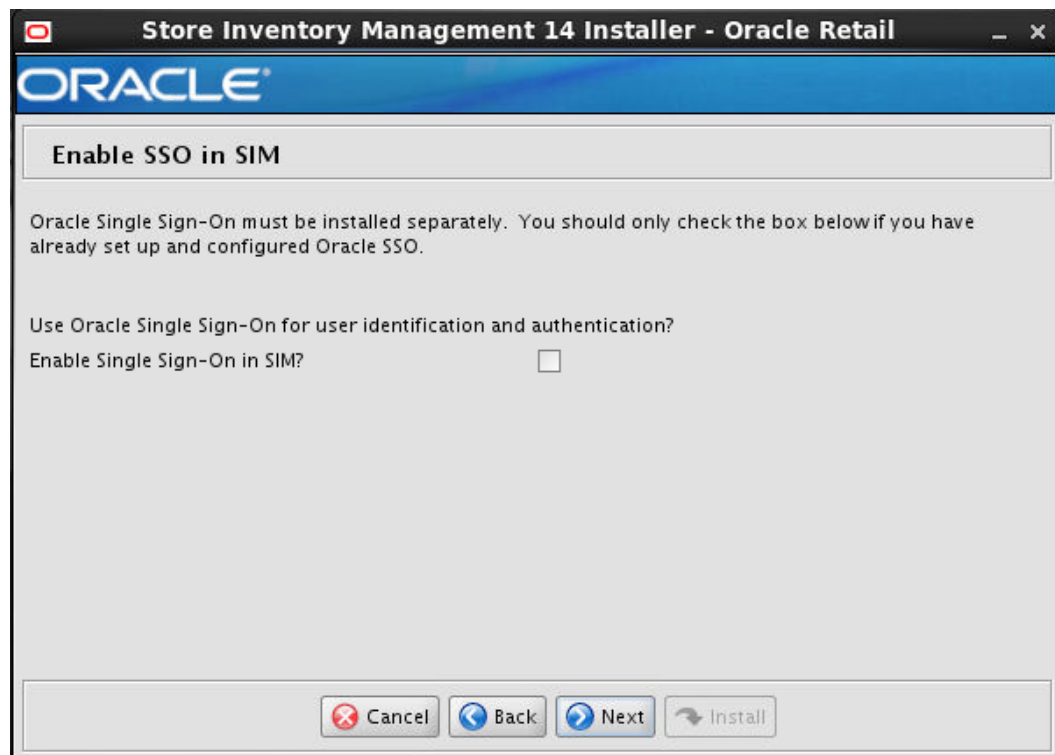 Store Inventory Management 14 Installer - Oracle Retail
ORACLE®
Enable SSO in SIM
Oracle Single Sign-On must be installed separately. You should only check the box below if you have
already set up and configured Oracle SSO.
Use Oracle Single Sign-On for user identification and authentication?
Enable Single Sign-On in SIM?
Cancel Back Next Install